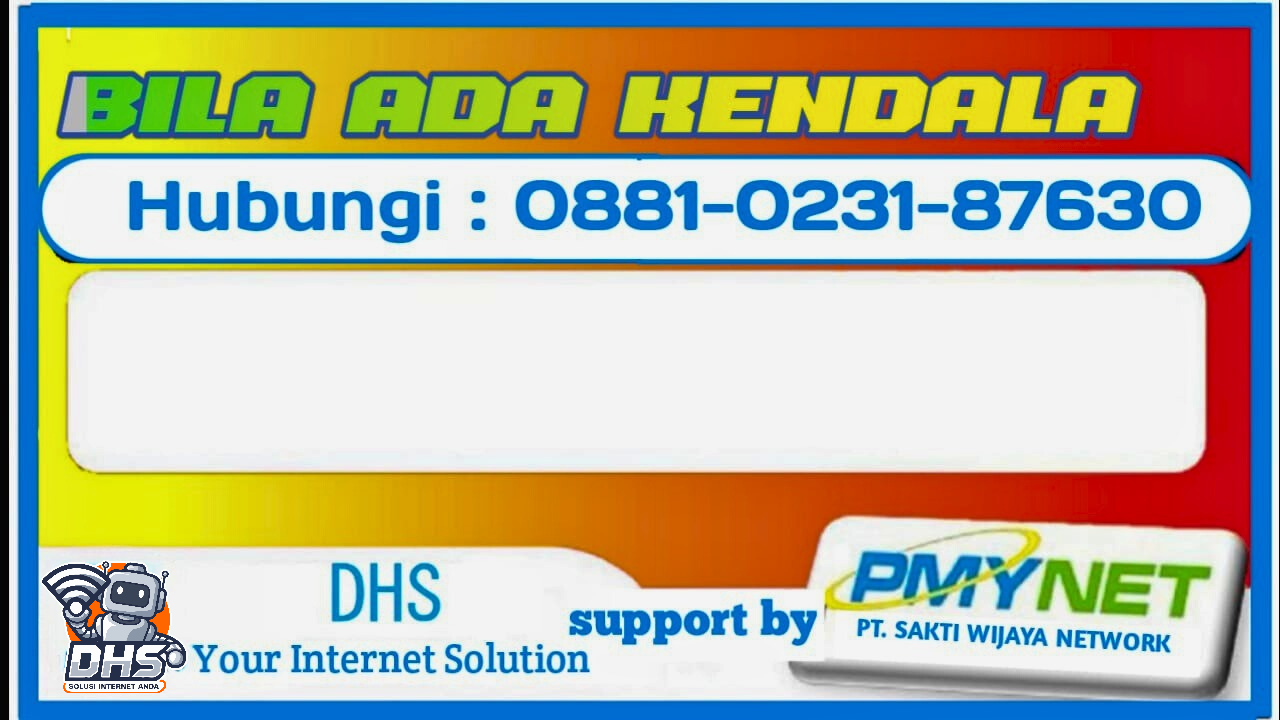 BILA ADA KENDALA
Hubungi : 0881-0231-87630
DHS
Your Internet Solution
support by
PMYNET
PT. SAKTI WIJAYA NETWORK
DHS
SOLUSI INTERNET ANDA